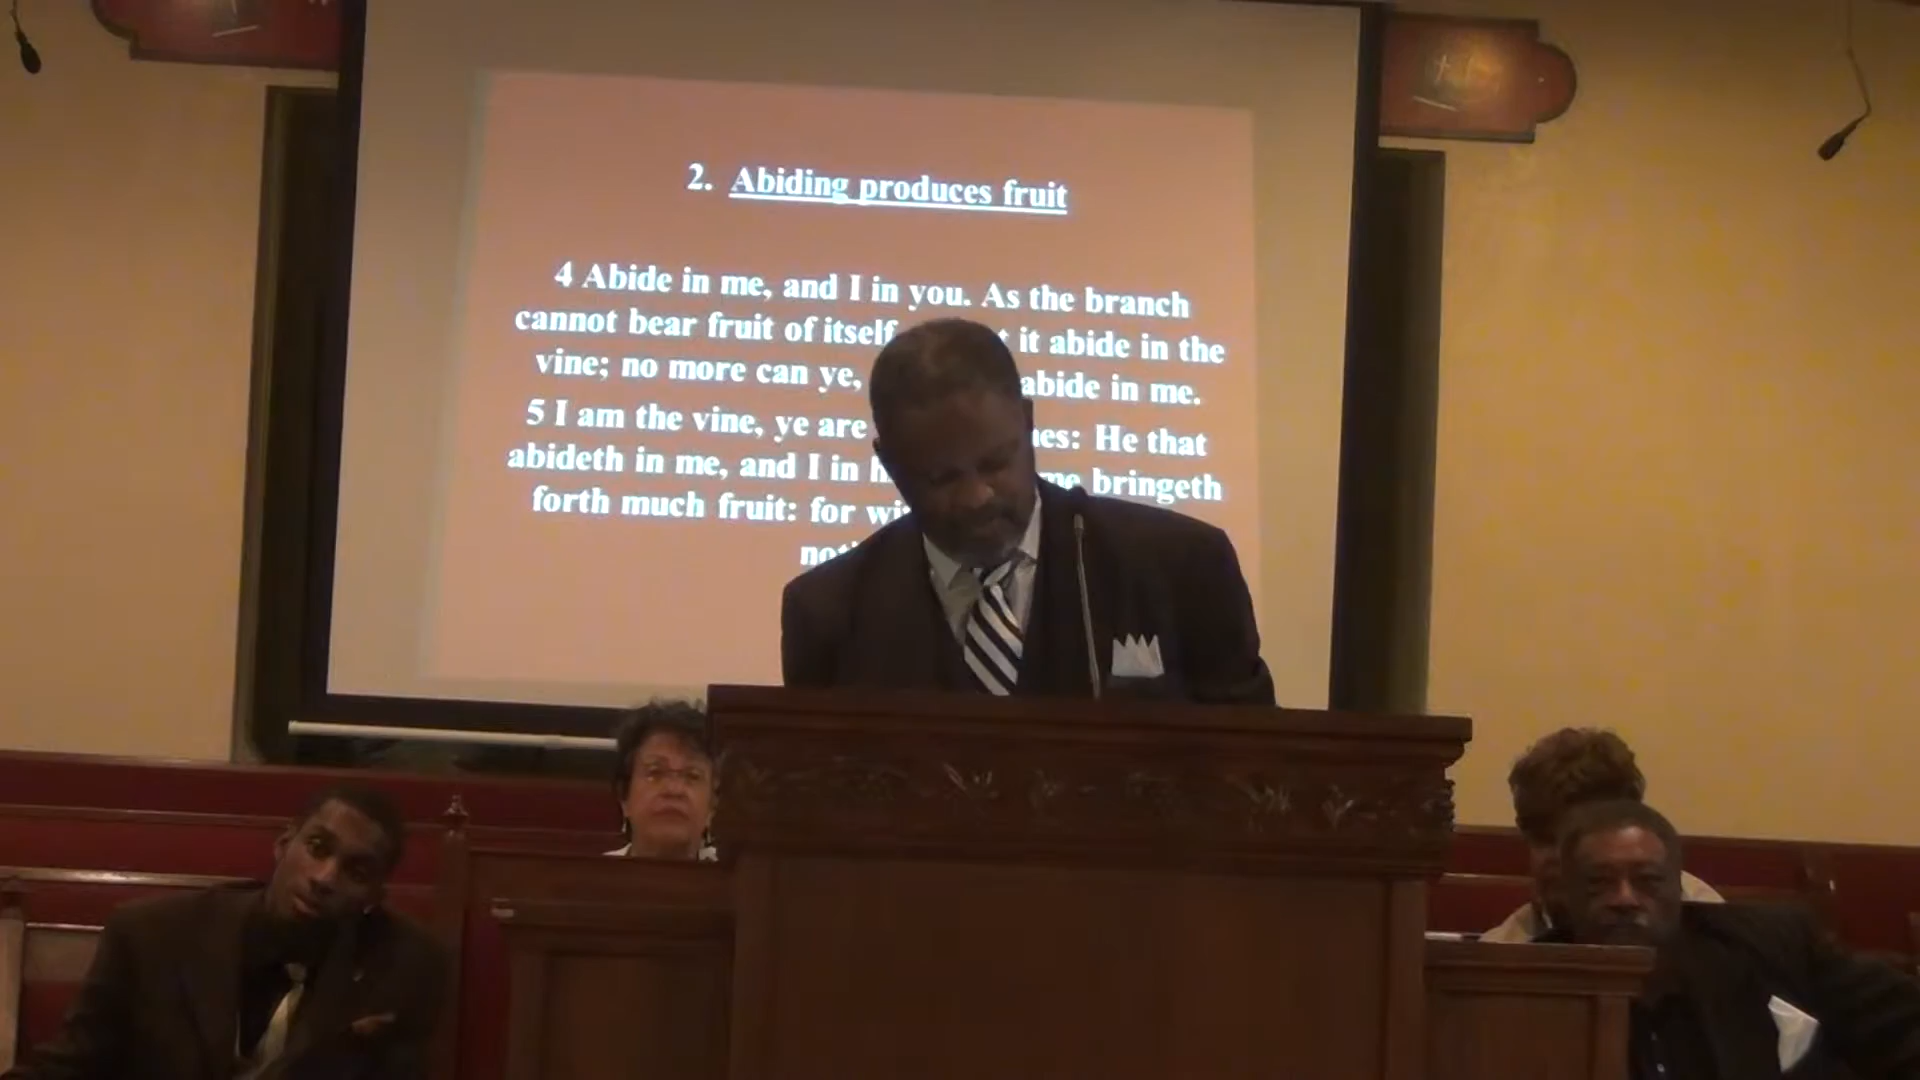 2. Abiding produces fruit
4 Abide in me, and I in you. As the branch
cannot bear fruit of itself it abide in the
vine; no more can ye, abide in me.
5 I am the vine, ye are He that
abideth in me, and I in bringeth
forth much fruit: for